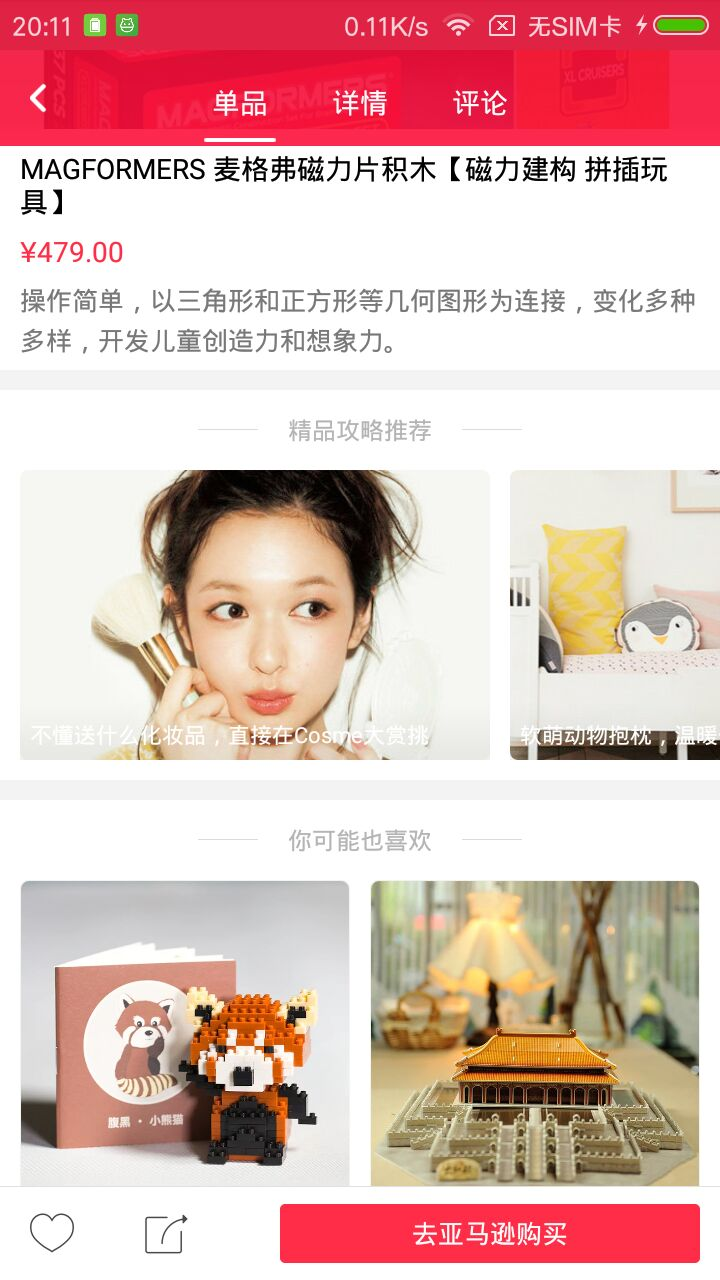 20:11
0.11K/s
无SIM卡
37 PCS
MAGFORMERS
XL CRUISERS
单品
详情
评论
MAGFORMERS 麦格弗磁力片积木【磁力建构 拼插玩
具】
¥479.00
操作简单，以三角形和正方形等几何图形为连接，变化多种
多样，开发儿童创造力和想象力。
精品攻略推荐
不懂送什么化妆品，直接在Cosme大赏挑
软萌动物抱枕，温暖
你可能也喜欢
腹黑 · 小熊猫
去亚马逊购买